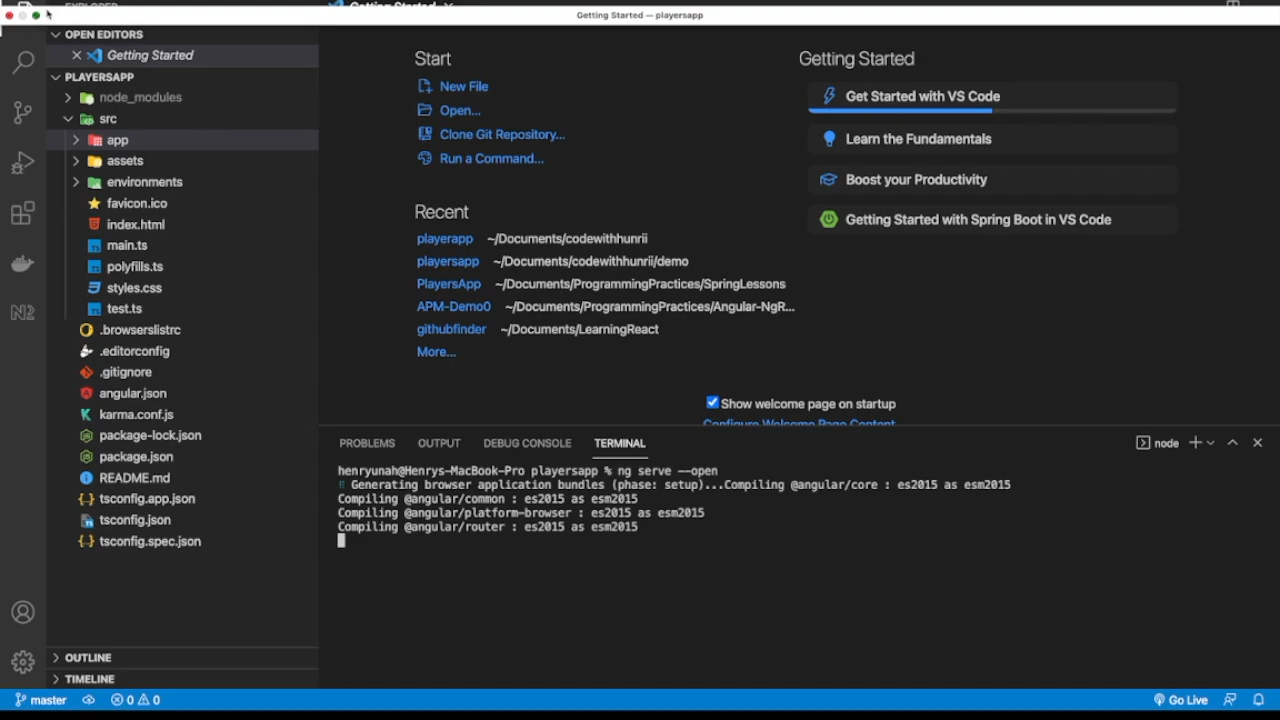 Getting Started — playersapp
OPEN EDITORS
Getting Started
PLAYERSAPP
node_modules
src
app
assets
environments
favicon.ico
index.html
main.ts
polyfills.ts
styles.css
test.ts
.browserslistrc
.editorconfig
.gitignore
angular.json
karma.conf.js
package-lock.json
package.json
README.md
tsconfig.app.json
tsconfig.json
tsconfig.spec.json
OUTLINE
TIMELINE
Start
New File
Open...
Clone Git Repository...
Run a Command...
Recent
playerapp ~/Documents/codewithhunrii
playersapp ~/Documents/codewithhunrii/demo
PlayersApp ~/Documents/ProgrammingPractices/SpringLessons
APM-Demo0 ~/Documents/ProgrammingPractices/Angular-NgR...
githubfinder ~/Documents/LearningReact
More...
Getting Started
Get Started with VS Code
Learn the Fundamentals
Boost your Productivity
Getting Started with Spring Boot in VS Code
Show welcome page on startup
Configure Welcome Page Content
PROBLEMS OUTPUT DEBUG CONSOLE TERMINAL
node
henryunah@Henrys-MacBook-Pro playersapp % ng serve --open
Generating browser application bundles (phase: setup)...Compiling @angular/core : es2015 as esm2015
Compiling @angular/common : es2015 as esm2015
Compiling @angular/platform-browser : es2015 as esm2015
Compiling @angular/router : es2015 as esm2015
master 0 0 Go Live